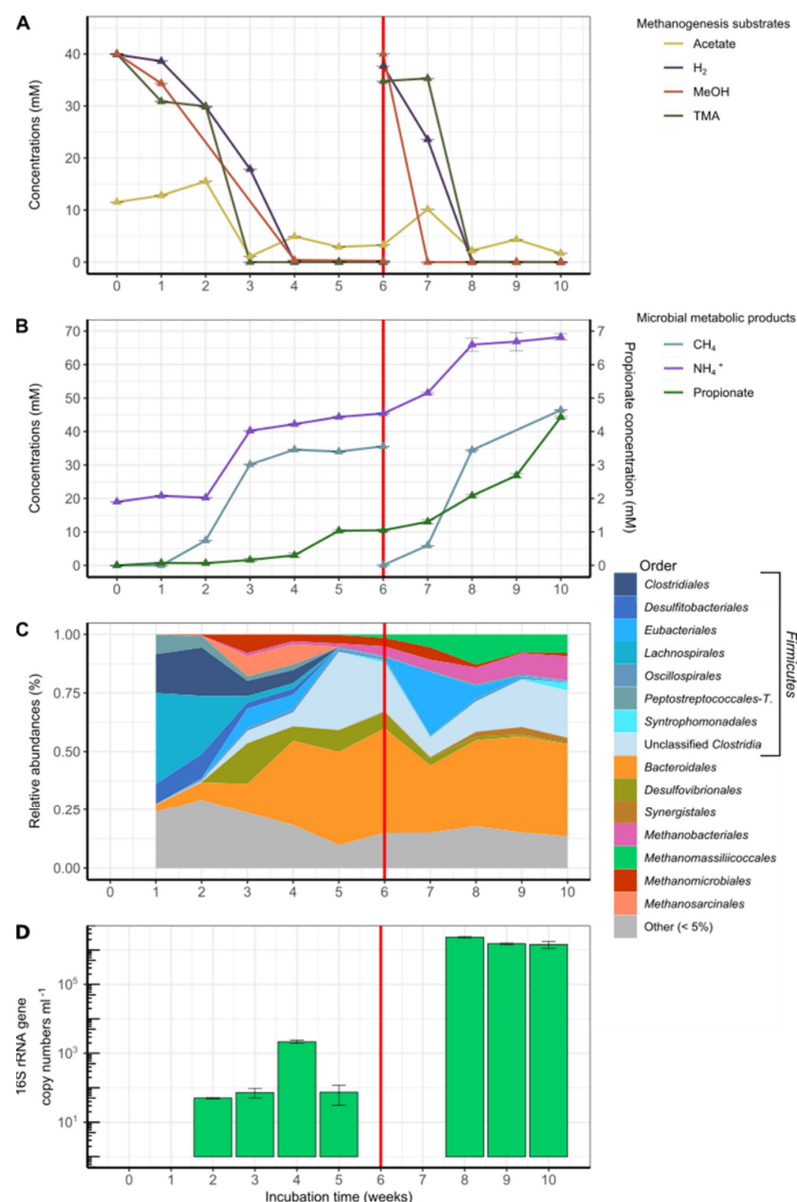 A
Concentrations (mM)
40
30
20
10
0
0 1 2 3 4 5 6 7 8 9 10
Methanogenesis substrates
Acetate
H2
MeOH
TMA
B
Concentrations (mM)
70
60
50
40
30
20
10
0
7
6
5
4
3
2
1
0
Propionate concentration (mM)
0 1 2 3 4 5 6 7 8 9 10
Microbial metabolic products
CH4
NH4+
Propionate
C
Relative abundances (%)
1.00
0.75
0.50
0.25
0.00
0 1 2 3 4 5 6 7 8 9 10
Order
Clostridiales
Desulfitobacteriales
Eubacteriales
Lachnospirales
Oscillospirales
Peptostreptococcales-T.
Syntrophomonadales
Unclassified Clostridia
Firmicutes
Bacteroidales
Desulfovibrionales
Synergistales
Methanobacteriales
Methanomassiliicoccales
Methanomicrobiales
Methanosarcinales
Other (< 5%)
D
16S rRNA gene
copy numbers ml-1
10^5
10^3
10^1
0 1 2 3 4 5 6 7 8 9 10
Incubation time (weeks)